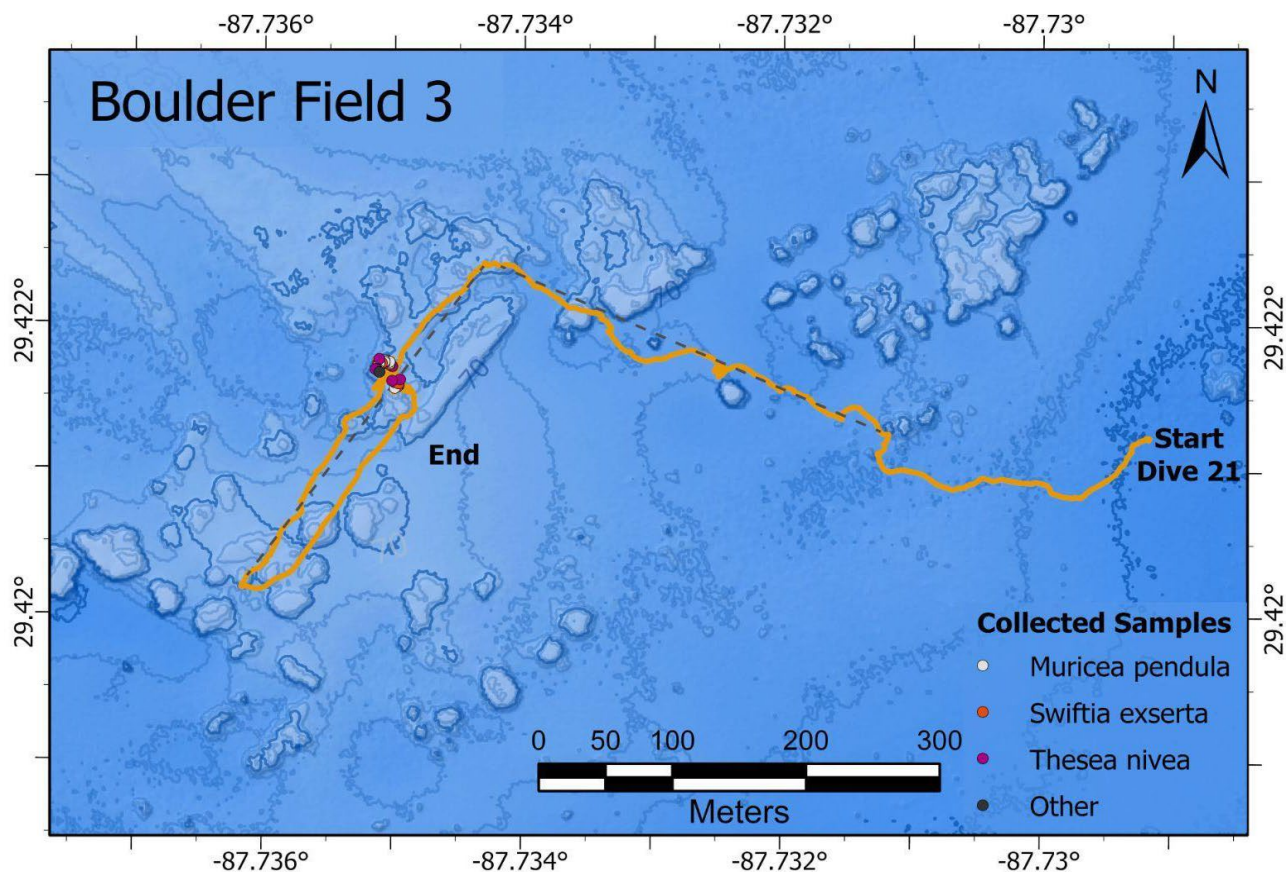 -87.736° -87.734° -87.732° -87.73°
Boulder Field 3
N
29.4222° 29.4222°
70
70
Start
Dive 21
End
29.42° 29.42°
Collected Samples
Muricea pendula
Swiftia exserta
Thesea nivea
Other
0 50 100 200 300
Meters
-87.736° -87.734° -87.732° -87.73°